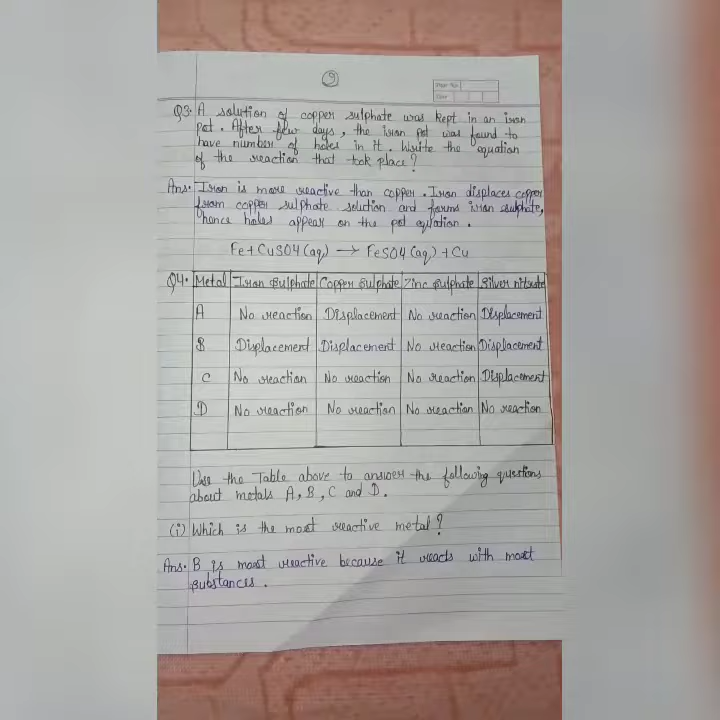 9
Q3. A solution of copper sulphate was kept in an iron
pot. After few days, the iron pot was found to
have number of holes in it. Write the equation
of the reaction that took place?
Ans. Iron is more reactive than copper. Iron displaces copper
from copper sulphate solution and forms iron sulphate,
hence holes appear on the pot equation.
Fe + CuSO4 (aq) → FeSO4 (aq) + Cu
Q4. Metal Iron Sulphate Copper Sulphate Zinc Sulphate Silver nitrate
A No reaction Displacement No reaction Displacement
B Displacement Displacement No reaction Displacement
C No reaction No reaction No reaction Displacement
D No reaction No reaction No reaction No reaction
Use the Table above to answer the following questions
about metals A, B, C and D.
(i) Which is the most reactive metal?
Ans. B is most reactive because it reacts with most
substances.